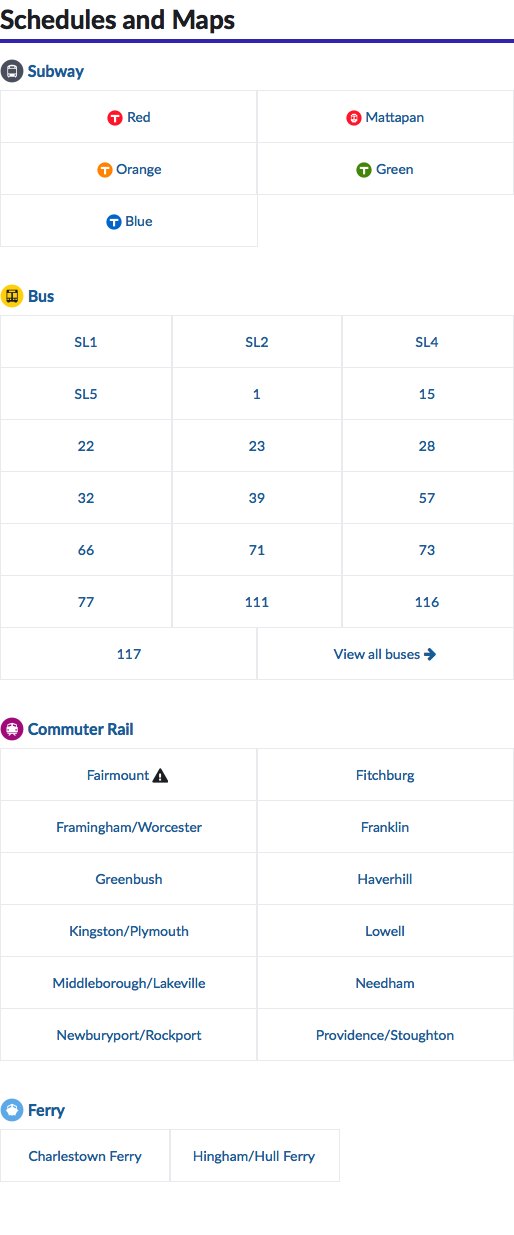 Schedules and Maps
Subway
T Red
Mattapan
T Orange
T Green
T Blue
Bus
SL1 SL2 SL4
SL5 1 15
22 23 28
32 39 57
66 71 73
77 111 116
117 View all buses
Commuter Rail
Fairmount Fitchburg
Framingham/Worcester Franklin
Greenbush Haverhill
Kingston/Plymouth Lowell
Middleborough/Lakeville Needham
Newburyport/Rockport Providence/Stoughton
Ferry
Charlestown Ferry Hingham/Hull Ferry